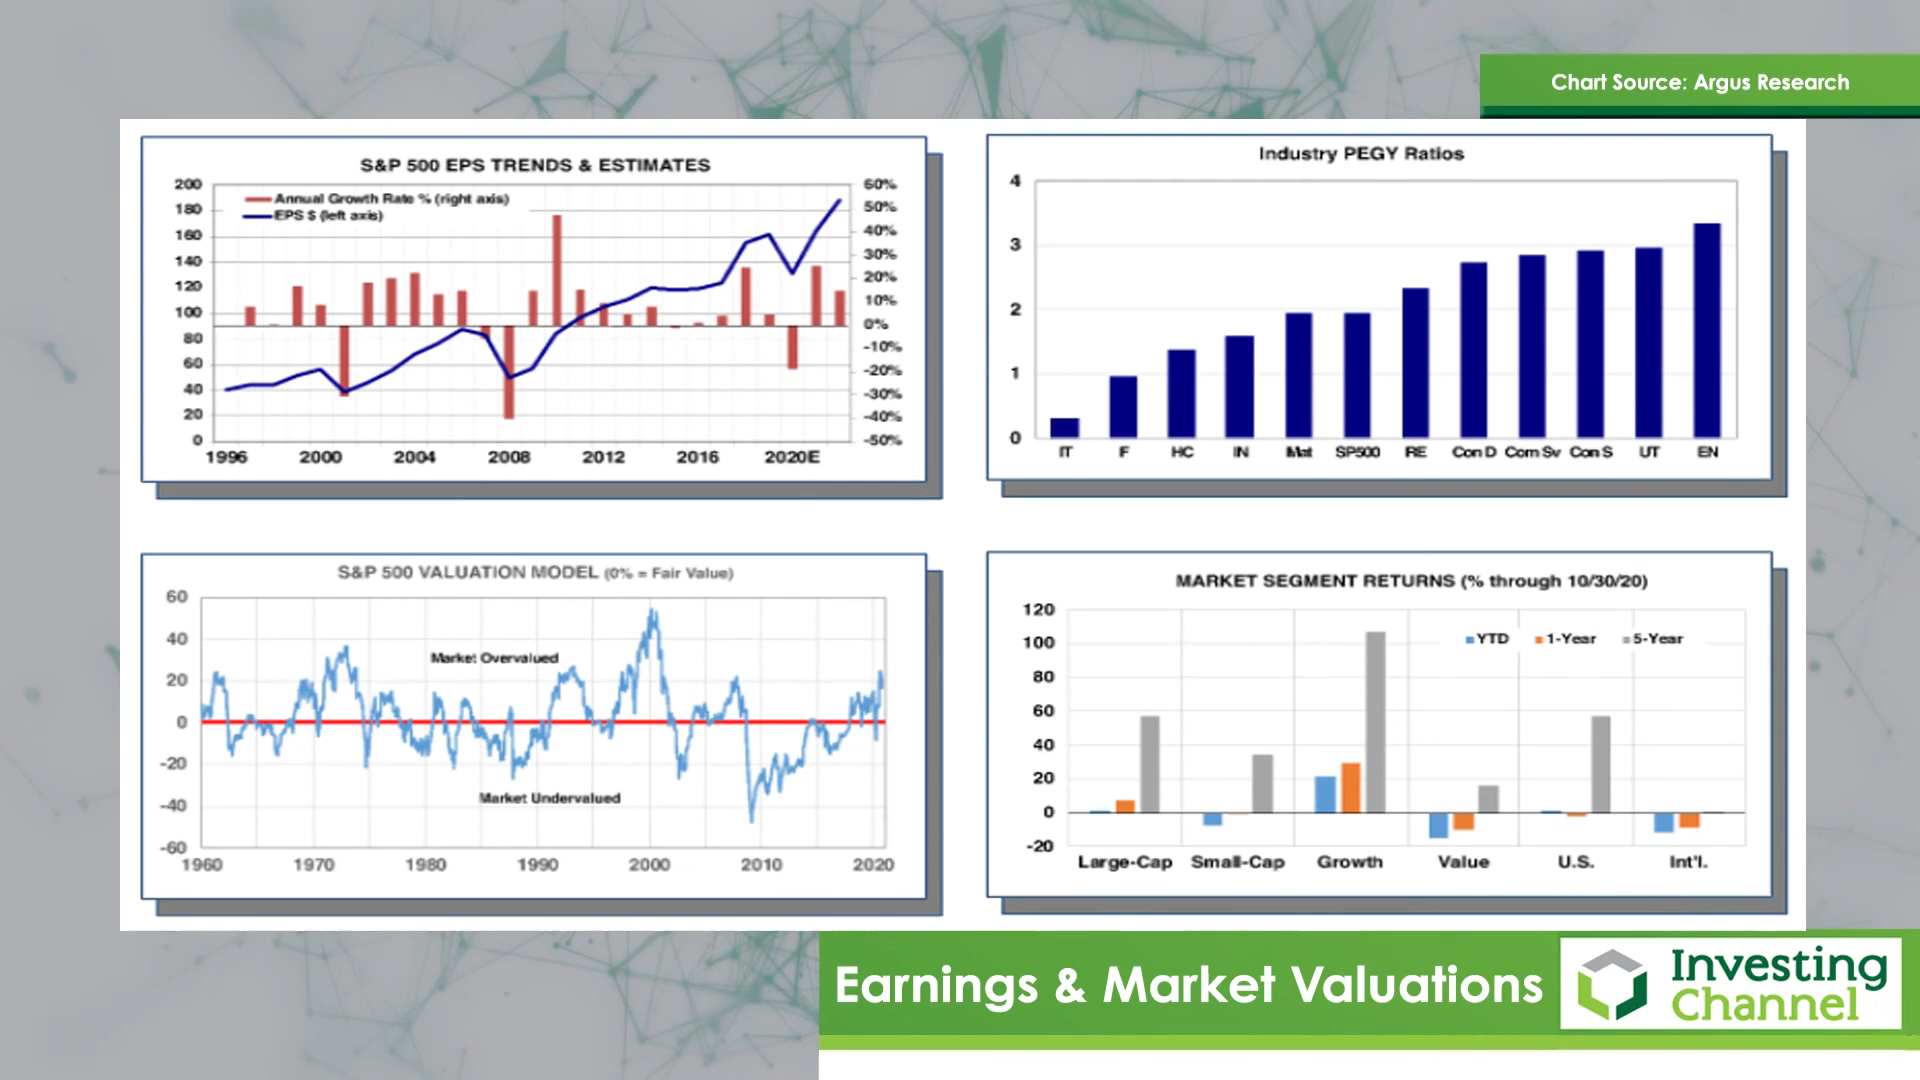 Chart Source: Argus Research
S&P 500 EPS TRENDS & ESTIMATES
Annual Growth Rate % (right axis)
EPS $ (left axis)
200
180
160
140
120
100
80
60
40
20
0
60%
50%
40%
30%
20%
10%
0%
-10%
-20%
-30%
-40%
-50%
1996 2000 2004 2008 2012 2016 2020E
Industry PEGY Ratios
4
3
2
1
0
IT F HC IN Mat SP500 RE Con D Com Sv Con S UT EN
S&P 500 VALUATION MODEL (0% = Fair Value)
60
40
20
0
-20
-40
-60
Market Overvalued
Market Undervalued
1960 1970 1980 1990 2000 2010 2020
MARKET SEGMENT RETURNS (% through 10/30/20)
YTD 1-Year 5-Year
120
100
80
60
40
20
0
-20
Large-Cap Small-Cap Growth Value U.S. Int'l.
Earnings & Market Valuations
Investing
Channel